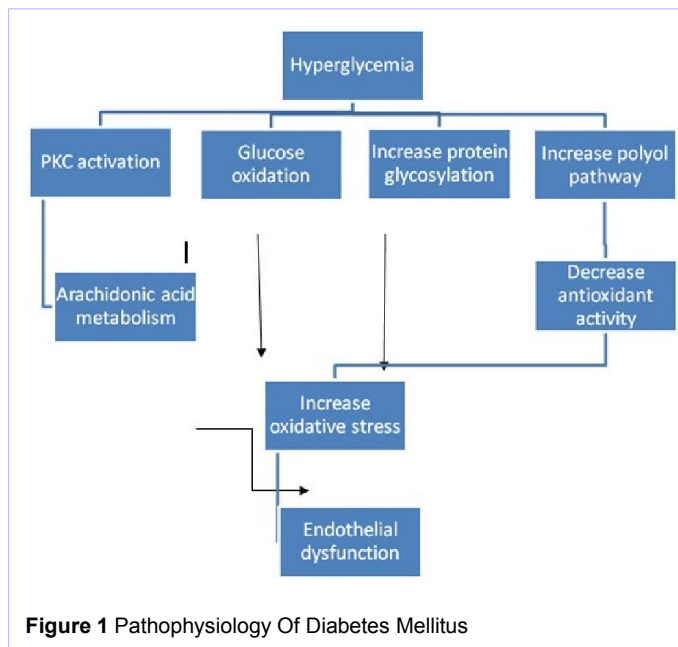 Hyperglycemia
PKC activation
Glucose
oxidation
Increase protein
glycosylation
Increase polyol
pathway
Arachidonic acid
metabolism
Decrease
antioxidant
activity
Increase
oxidative stress
Endothelial
dysfunction
Figure 1 Pathophysiology Of Diabetes Mellitus